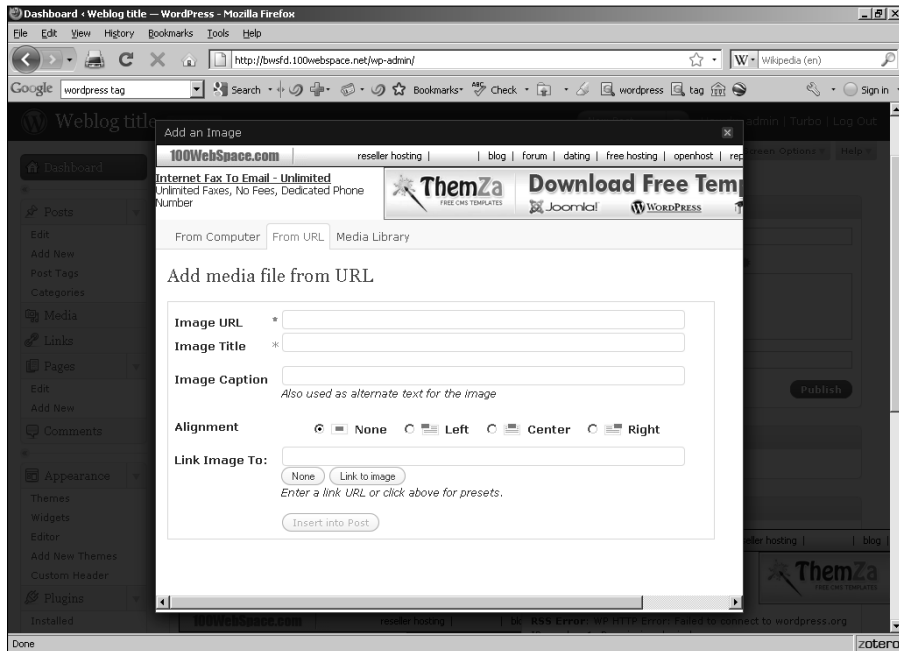 Dashboard ‹ Weblog title — WordPress - Mozilla Firefox
File Edit View History Bookmarks Tools Help
http://bwsfd.100webspace.net/wp-admin/
W Wikipedia (en)
Google wordpress tag Search Bookmarks ABC Check wordpress tag Sign in
Weblog title
admin | Turbo | Log Out
Add an Image
Screen Options Help
100WebSpace.com reseller hosting | | blog | forum | dating | free hosting | openhost | rep
Dashboard
Internet Fax To Email - Unlimited
Unlimited Faxes, No Fees, Dedicated Phone
Number
ThemZa
FREE CMS TEMPLATES
Download Free Temp
Joomla! WORDPRESS
Posts
Edit
Add New
Post Tags
Categories
Media
Links
Pages
Edit
Add New
Comments
Appearance
Themes
Widgets
Editor
Add New Themes
Custom Header
Plugins
Installed
From Computer From URL Media Library
Add media file from URL
Image URL *
Image Title *
Image Caption
Also used as alternate text for the image
Alignment None Left Center Right
Link Image To:
None Link to image
Enter a link URL or click above for presets.
Insert into Post
Publish
seller hosting | | blog |
ThemZa
FREE CMS TEMPLATES
100WebSpace.com reseller hosting | | blo
RSS Error: WP HTTP Error: Failed to connect to wordpress.org
Done
zotero